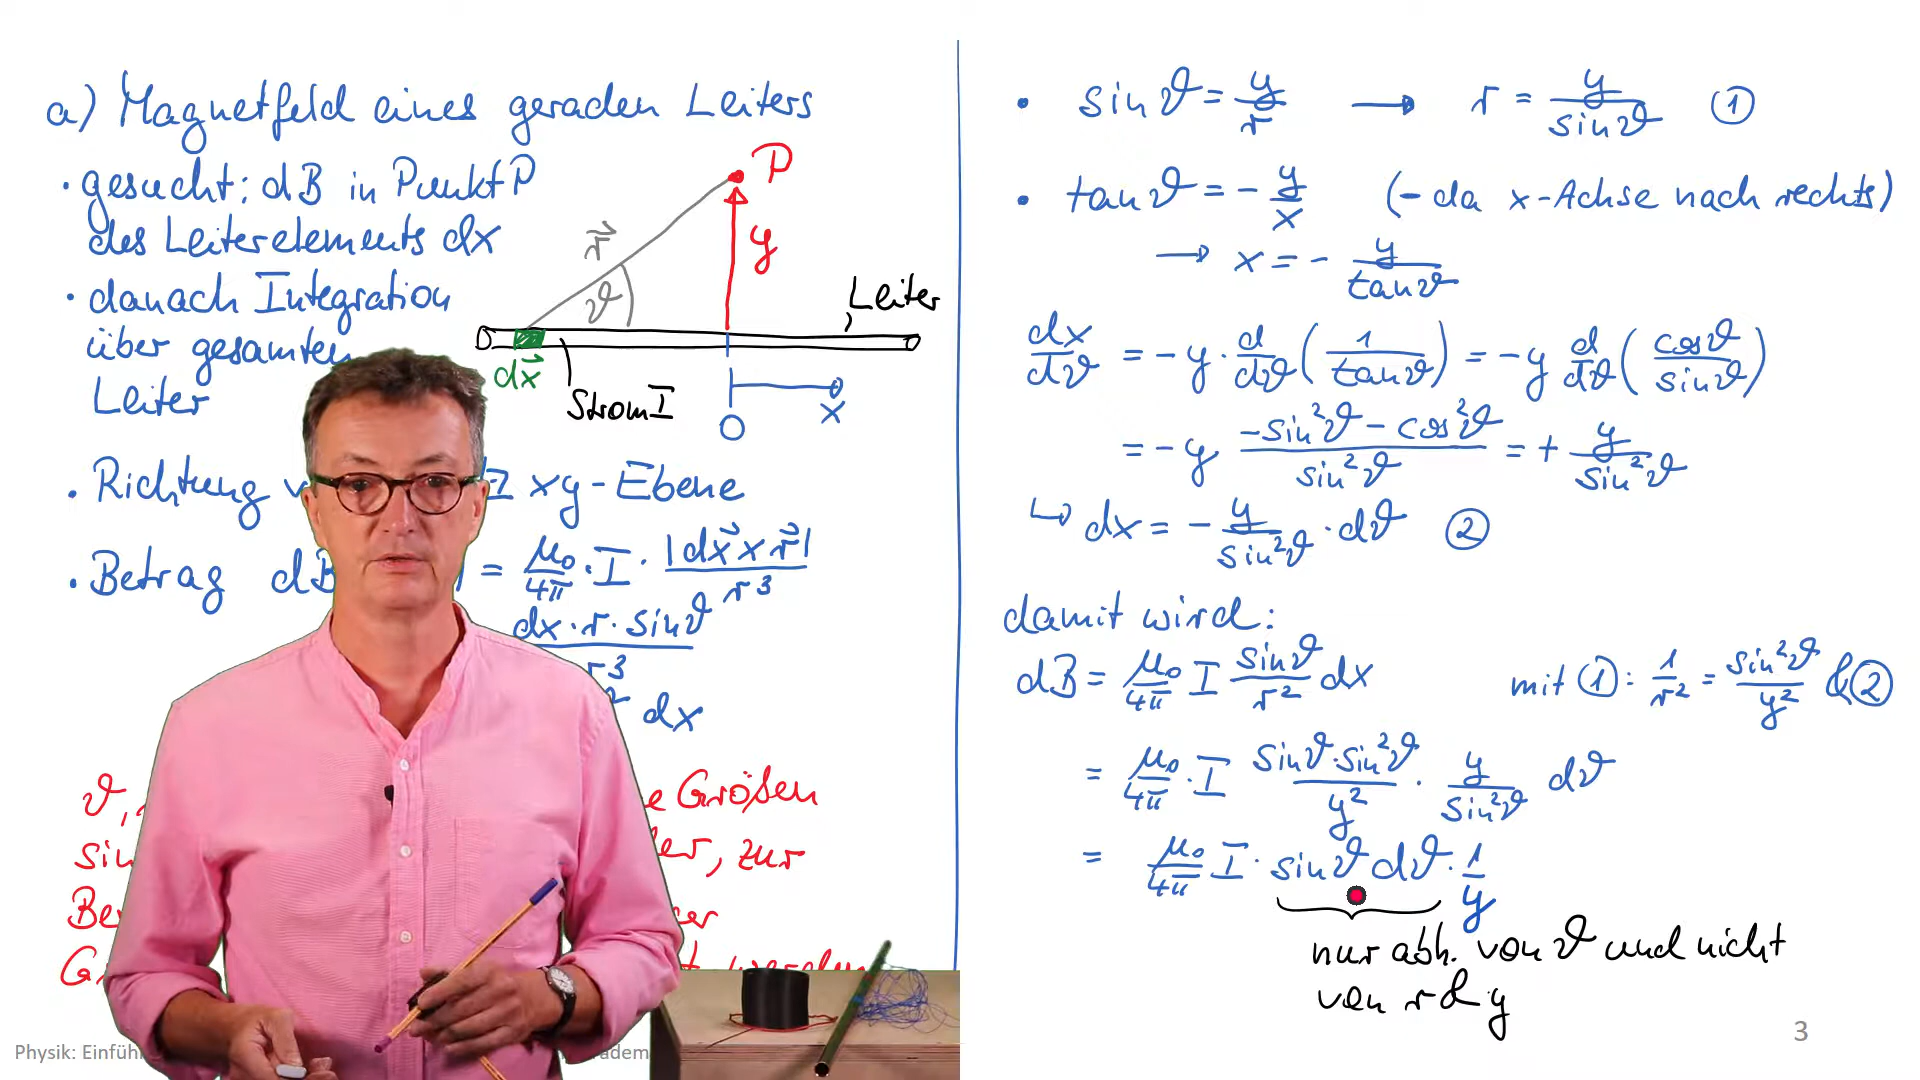 a) Magnetfeld eines geraden Leiters
· gesucht: dB in Punkt P
des Leiterelements dx
· danach Integration
über gesamten
Leiter
P
r⃗
y
ϑ
Leiter
dx⃗
Strom I
0
x
· Richtung xy-Ebene
· Betrag dB = μ₀/4π · I · |dx⃗ × r⃗| / r³
dx · r · sin ϑ / r³
dx
ϑ, Größen
zur
3
• sin ϑ = y/r → r = y/sin ϑ ①
• tan ϑ = - y/x (- da x-Achse nach rechts)
→ x = - y/tan ϑ
dx/dϑ = - y · d/dϑ (1/tan ϑ) = - y d/dϑ (cos ϑ/sin ϑ)
= - y (-sin²ϑ - cos²ϑ)/sin²ϑ = + y/sin²ϑ
↳ dx = - y/sin²ϑ · dϑ ②
damit wird:
dB = μ₀/4π I sin ϑ/r² dx mit ①: 1/r² = sin²ϑ/y² & ②
= μ₀/4π · I sin ϑ · sin²ϑ/y² · y/sin²ϑ dϑ
= μ₀/4π I · sin ϑ dϑ · 1/y
nur abh. von ϑ und nicht
von r & y
Physik: